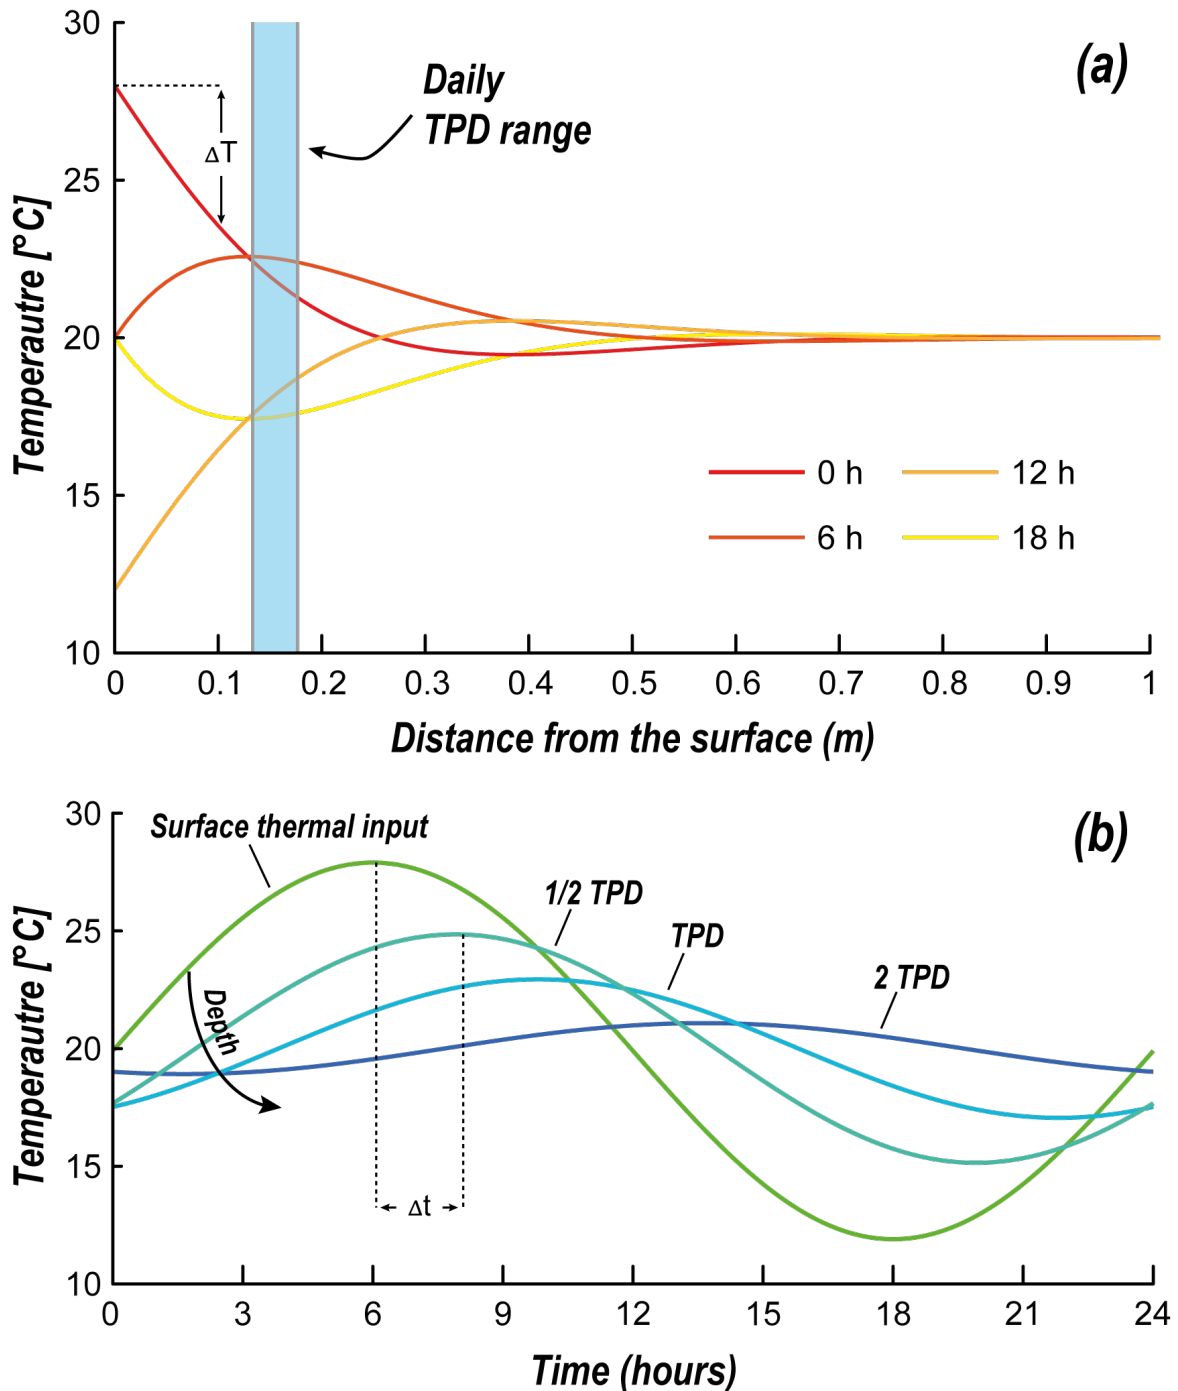 30
25
20
15
10
Temperautre [°C]
(a)
Daily
TPD range
ΔT
0 h
12 h
6 h
18 h
0 0.1 0.2 0.3 0.4 0.5 0.6 0.7 0.8 0.9 1
Distance from the surface (m)
30
25
20
15
10
Temperautre [°C]
(b)
Surface thermal input
1/2 TPD
TPD
2 TPD
Depth
Δt
0 3 6 9 12 15 18 21 24
Time (hours)